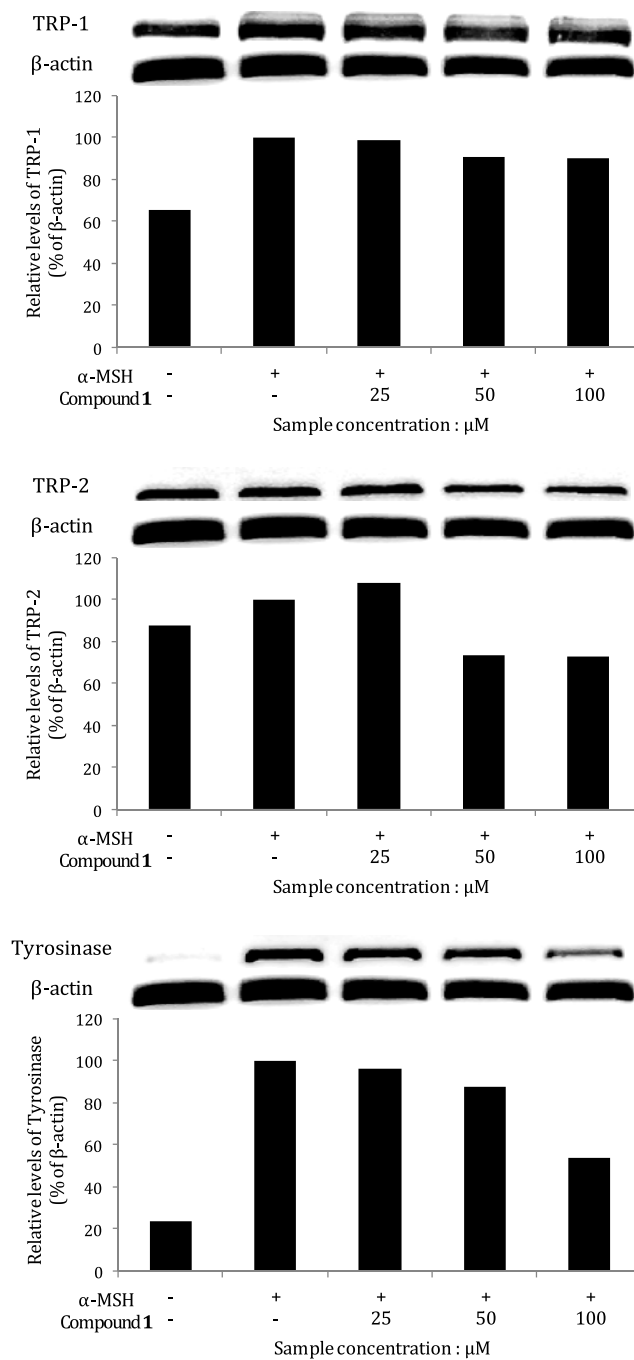 TRP-1
β-actin
Relative levels of TRP-1
(% of β-actin)
120
100
80
60
40
20
0
α-MSH - + + + +
Compound 1 - - 25 50 100
Sample concentration : μM
TRP-2
β-actin
Relative levels of TRP-2
(% of β-actin)
120
100
80
60
40
20
0
α-MSH - + + + +
Compound 1 - - 25 50 100
Sample concentration : μM
Tyrosinase
β-actin
Relative levels of Tyrosinase
(% of β-actin)
120
100
80
60
40
20
0
α-MSH - + + + +
Compound 1 - - 25 50 100
Sample concentration : μM